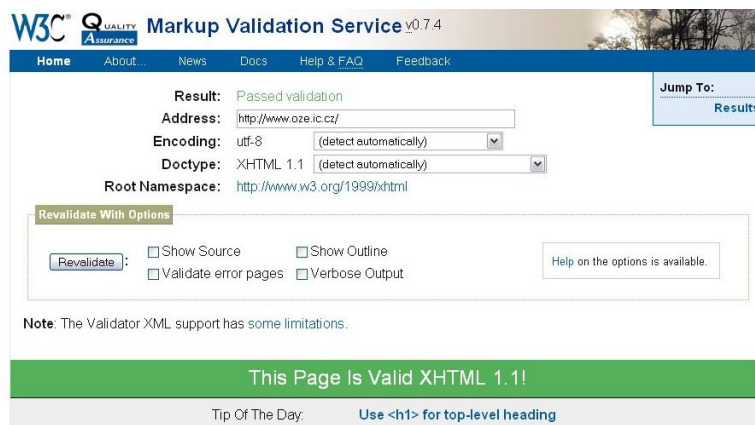 W3C® QUALITY Assurance Markup Validation Service v0.7.4
Home About... News Docs Help & FAQ Feedback
Jump To:
Results
Result: Passed validation
Address: http://www.oze.ic.cz/
Encoding: utf-8 (detect automatically)
Doctype: XHTML 1.1 (detect automatically)
Root Namespace: http://www.w3.org/1999/xhtml
Revalidate With Options
Revalidate : Show Source Show Outline
Validate error pages Verbose Output
Help on the options is available.
Note: The Validator XML support has some limitations.
This Page Is Valid XHTML 1.1!
Tip Of The Day: Use <h1> for top-level heading